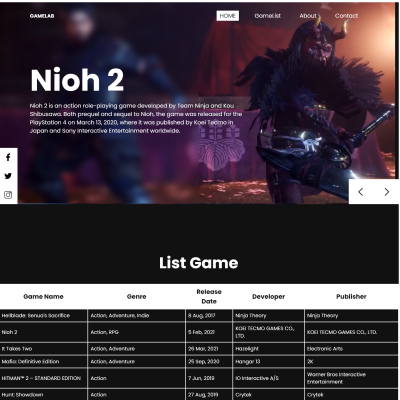 GAMELAB HOME GameList About Contact
Nioh 2
Nioh 2 is an action role-playing game developed by Team Ninja and Kou
Shibusawa. Both prequel and sequel to Nioh, the game was released for the
PlayStation 4 on March 13, 2020, where it was published by Koei Tecmo in
Japan and Sony Interactive Entertainment worldwide.
List Game
Game Name Genre Release Date Developer Publisher
Hellblade: Senua's Sacrifice Action, Adventure, Indie 8 Aug, 2017 Ninja Theory Ninja Theory
Nioh 2 Action, RPG 5 Feb, 2021 KOEI TECMO GAMES CO., LTD. KOEI TECMO GAMES CO., LTD.
It Takes Two Action, Adventure 26 Mar, 2021 Hazelight Electronic Arts
Mafia: Definitive Edition Action, Adventure 25 Sep, 2020 Hangar 13 2K
HITMAN™ 2 - STANDARD EDITION Action 7 Jun, 2019 IO Interactive A/S Warner Bros Interactive Entertainment
Hunt: Showdown Action 27 Aug, 2019 Crytek Crytek